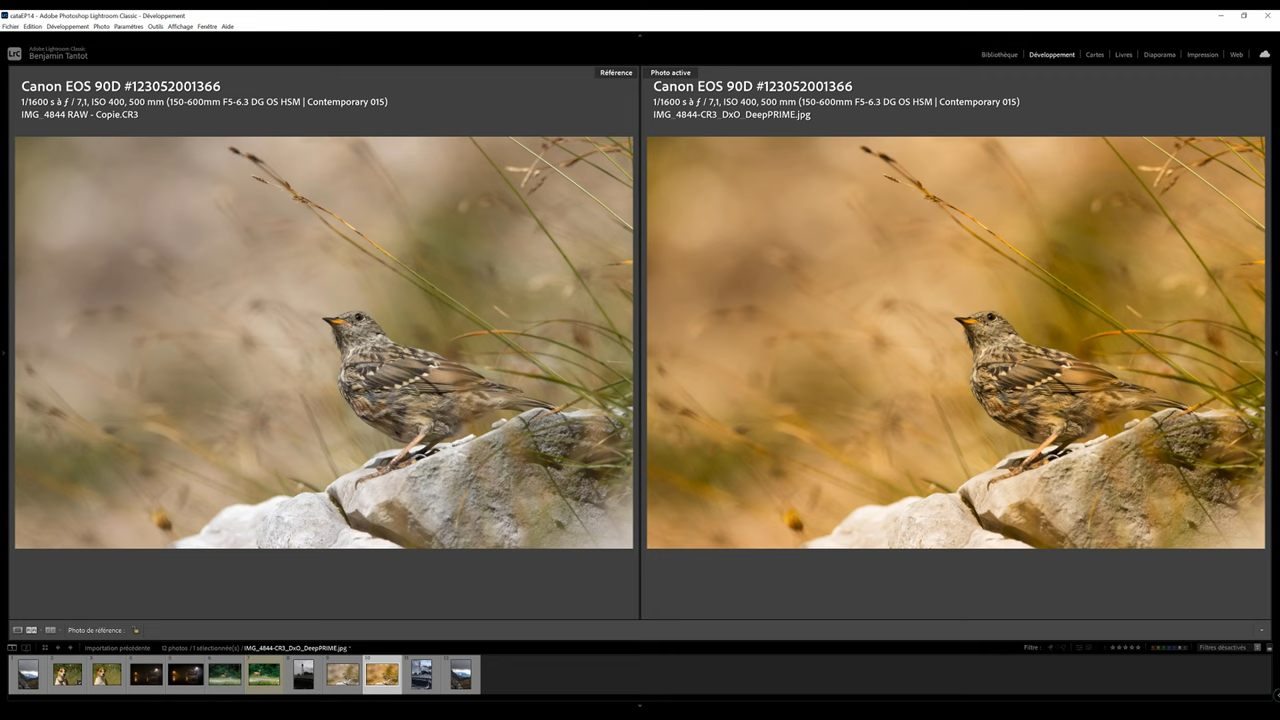 cataEP14 - Adobe Photoshop Lightroom Classic - Développement
Fichier Edition Développement Photo Paramètres Outils Affichage Fenêtre Aide
LrC
Adobe Lightroom Classic
Benjamin Tantot
Bibliothèque | Développement | Cartes | Livres | Diaporama | Impression | Web
Référence
Canon EOS 90D #123052001366
1/1600 s à ƒ / 7,1, ISO 400, 500 mm (150-600mm F5-6.3 DG OS HSM | Contemporary 015)
IMG_4844 RAW - Copie.CR3
Photo active
Canon EOS 90D #123052001366
1/1600 s à ƒ / 7,1, ISO 400, 500 mm (150-600mm F5-6.3 DG OS HSM | Contemporary 015)
IMG_4844-CR3_DxO_DeepPRIME.jpg
Photo de référence :
Importation précédente 12 photos / 1 sélectionnée(s) / IMG_4844-CR3_DxO_DeepPRIME.jpg
Filtre :
Filtres désactivés